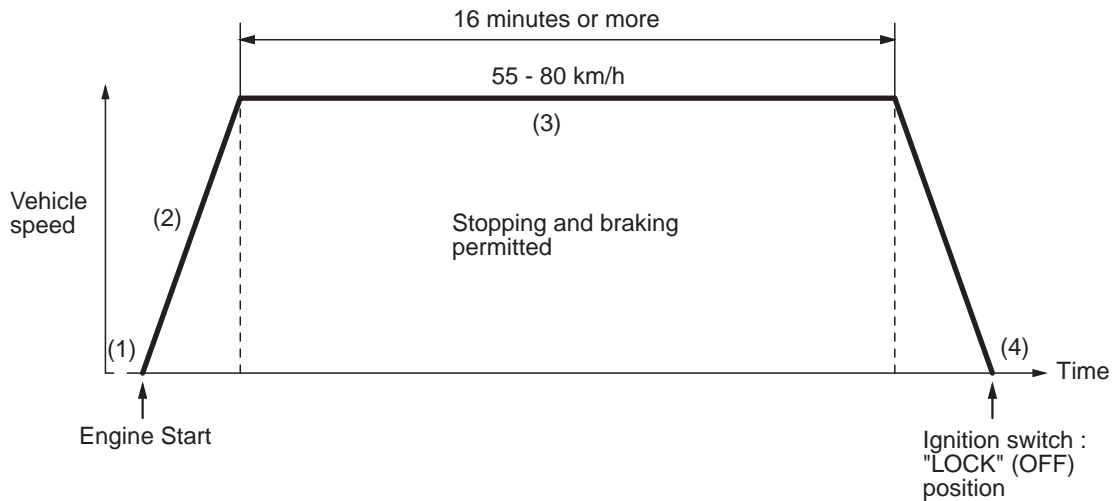 16 minutes or more
55 - 80 km/h
(3)
Vehicle
speed
(2)
Stopping and braking
permitted
(1)
(4)
Time
Engine Start
Ignition switch :
"LOCK" (OFF)
position